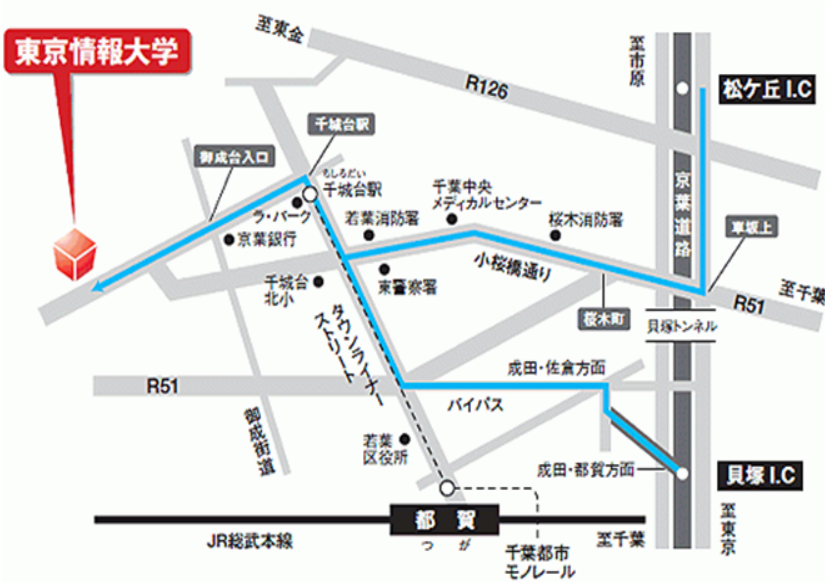 東京情報大学
至東金
R126
至市原
松ケ丘I.C
千城台駅
御成台入口
ちしろだい
千城台駅
千葉中央
メディカルセンター
京葉道路
ラ・パーク
若葉消防署
桜木消防署
車坂上
京葉銀行
小桜橋通り
千城台
北小
東警察署
桜木町
R51
至千葉
貝塚トンネル
タウンライナー
ストリート
R51
成田・佐倉方面
バイパス
御成街道
若葉
区役所
成田・都賀方面
貝塚I.C
都賀
つが
JR総武本線
千葉都市
モノレール
至千葉
至東京